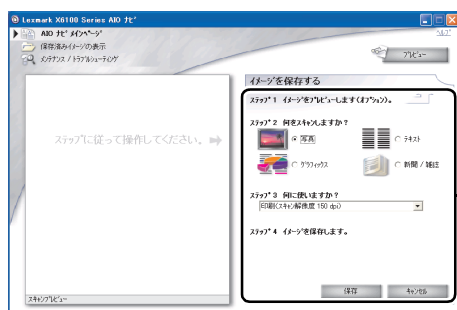 Lexmark X6100 Series AIO ﾅﾋﾞ
AIO ﾅﾋﾞ ﾒｲﾝﾍﾟｰｼﾞ
保存済みｲﾒｰｼﾞの表示
ﾒﾝﾃﾅﾝｽ / ﾄﾗﾌﾞﾙｼｭｰﾃｨﾝｸﾞ
ﾍﾙﾌﾟ
ﾌﾟﾚﾋﾞｭｰ
ｲﾒｰｼﾞを保存する
ｽﾃｯﾌﾟ 1 ｲﾒｰｼﾞをﾌﾟﾚﾋﾞｭｰします(ｵﾌﾟｼｮﾝ)。
ｽﾃｯﾌﾟ 2 何をｽｷｬﾝしますか?
写真
ﾃｷｽﾄ
ｸﾞﾗﾌｨｯｸｽ
新聞 / 雑誌
ｽﾃｯﾌﾟに従って操作してください。
ｽﾃｯﾌﾟ 3 何に使いますか?
印刷(ｽｷｬﾝ解像度 150 dpi)
ｽﾃｯﾌﾟ 4 ｲﾒｰｼﾞを保存します。
保存
ｷｬﾝｾﾙ
ｽｷｬﾝﾌﾟﾚﾋﾞｭｰ